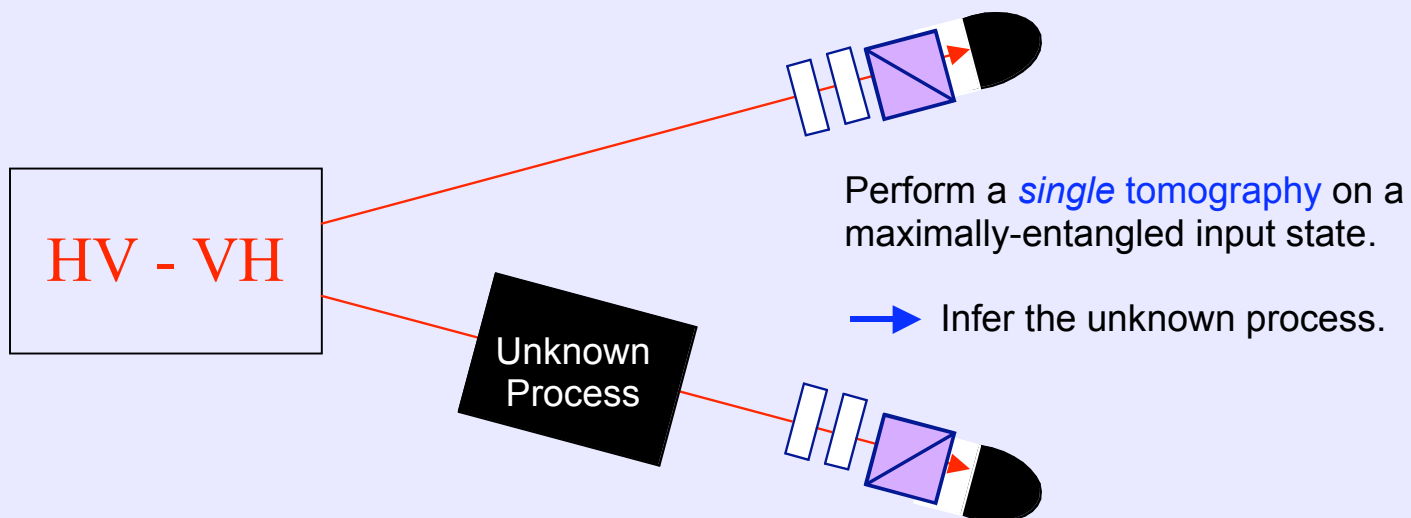 HV - VH
Perform a single tomography on a
maximally-entangled input state.
Infer the unknown process.
Unknown
Process